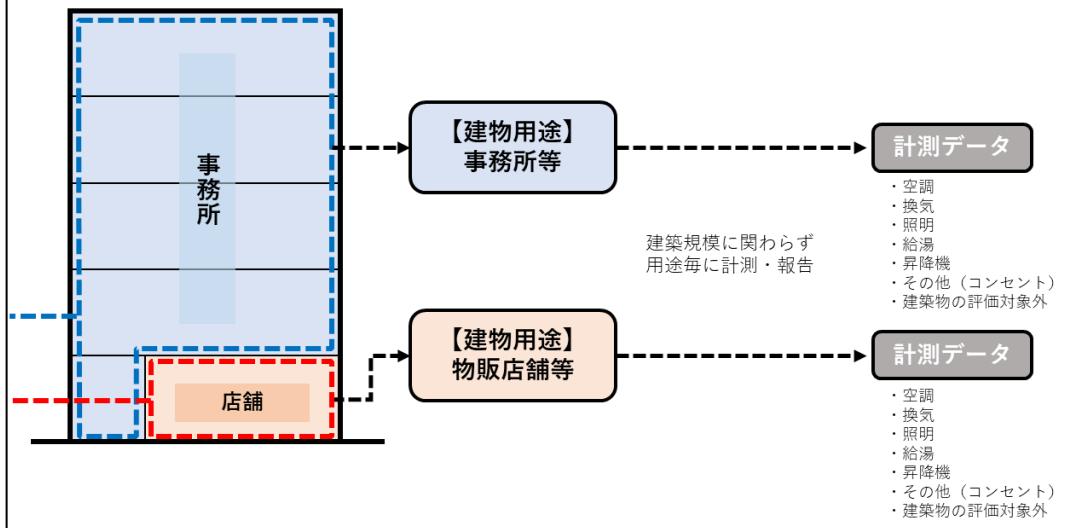 事務所
【建物用途】
事務所等
計測データ
・空調
・換気
・照明
・給湯
・昇降機
・その他（コンセント）
・建築物の評価対象外
建築規模に関わらず
用途毎に計測・報告
店舗
【建物用途】
物販店舗等
計測データ
・空調
・換気
・照明
・給湯
・昇降機
・その他（コンセント）
・建築物の評価対象外